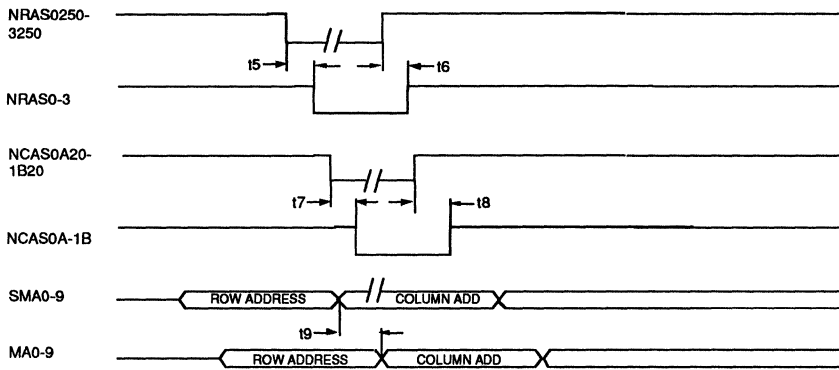 NRAS0250-
3250
t5
t6
NRAS0-3
NCAS0A20-
1B20
t7
t8
NCAS0A-1B
SMA0-9
ROW ADDRESS
COLUMN ADD
t9
MA0-9
ROW ADDRESS
COLUMN ADD